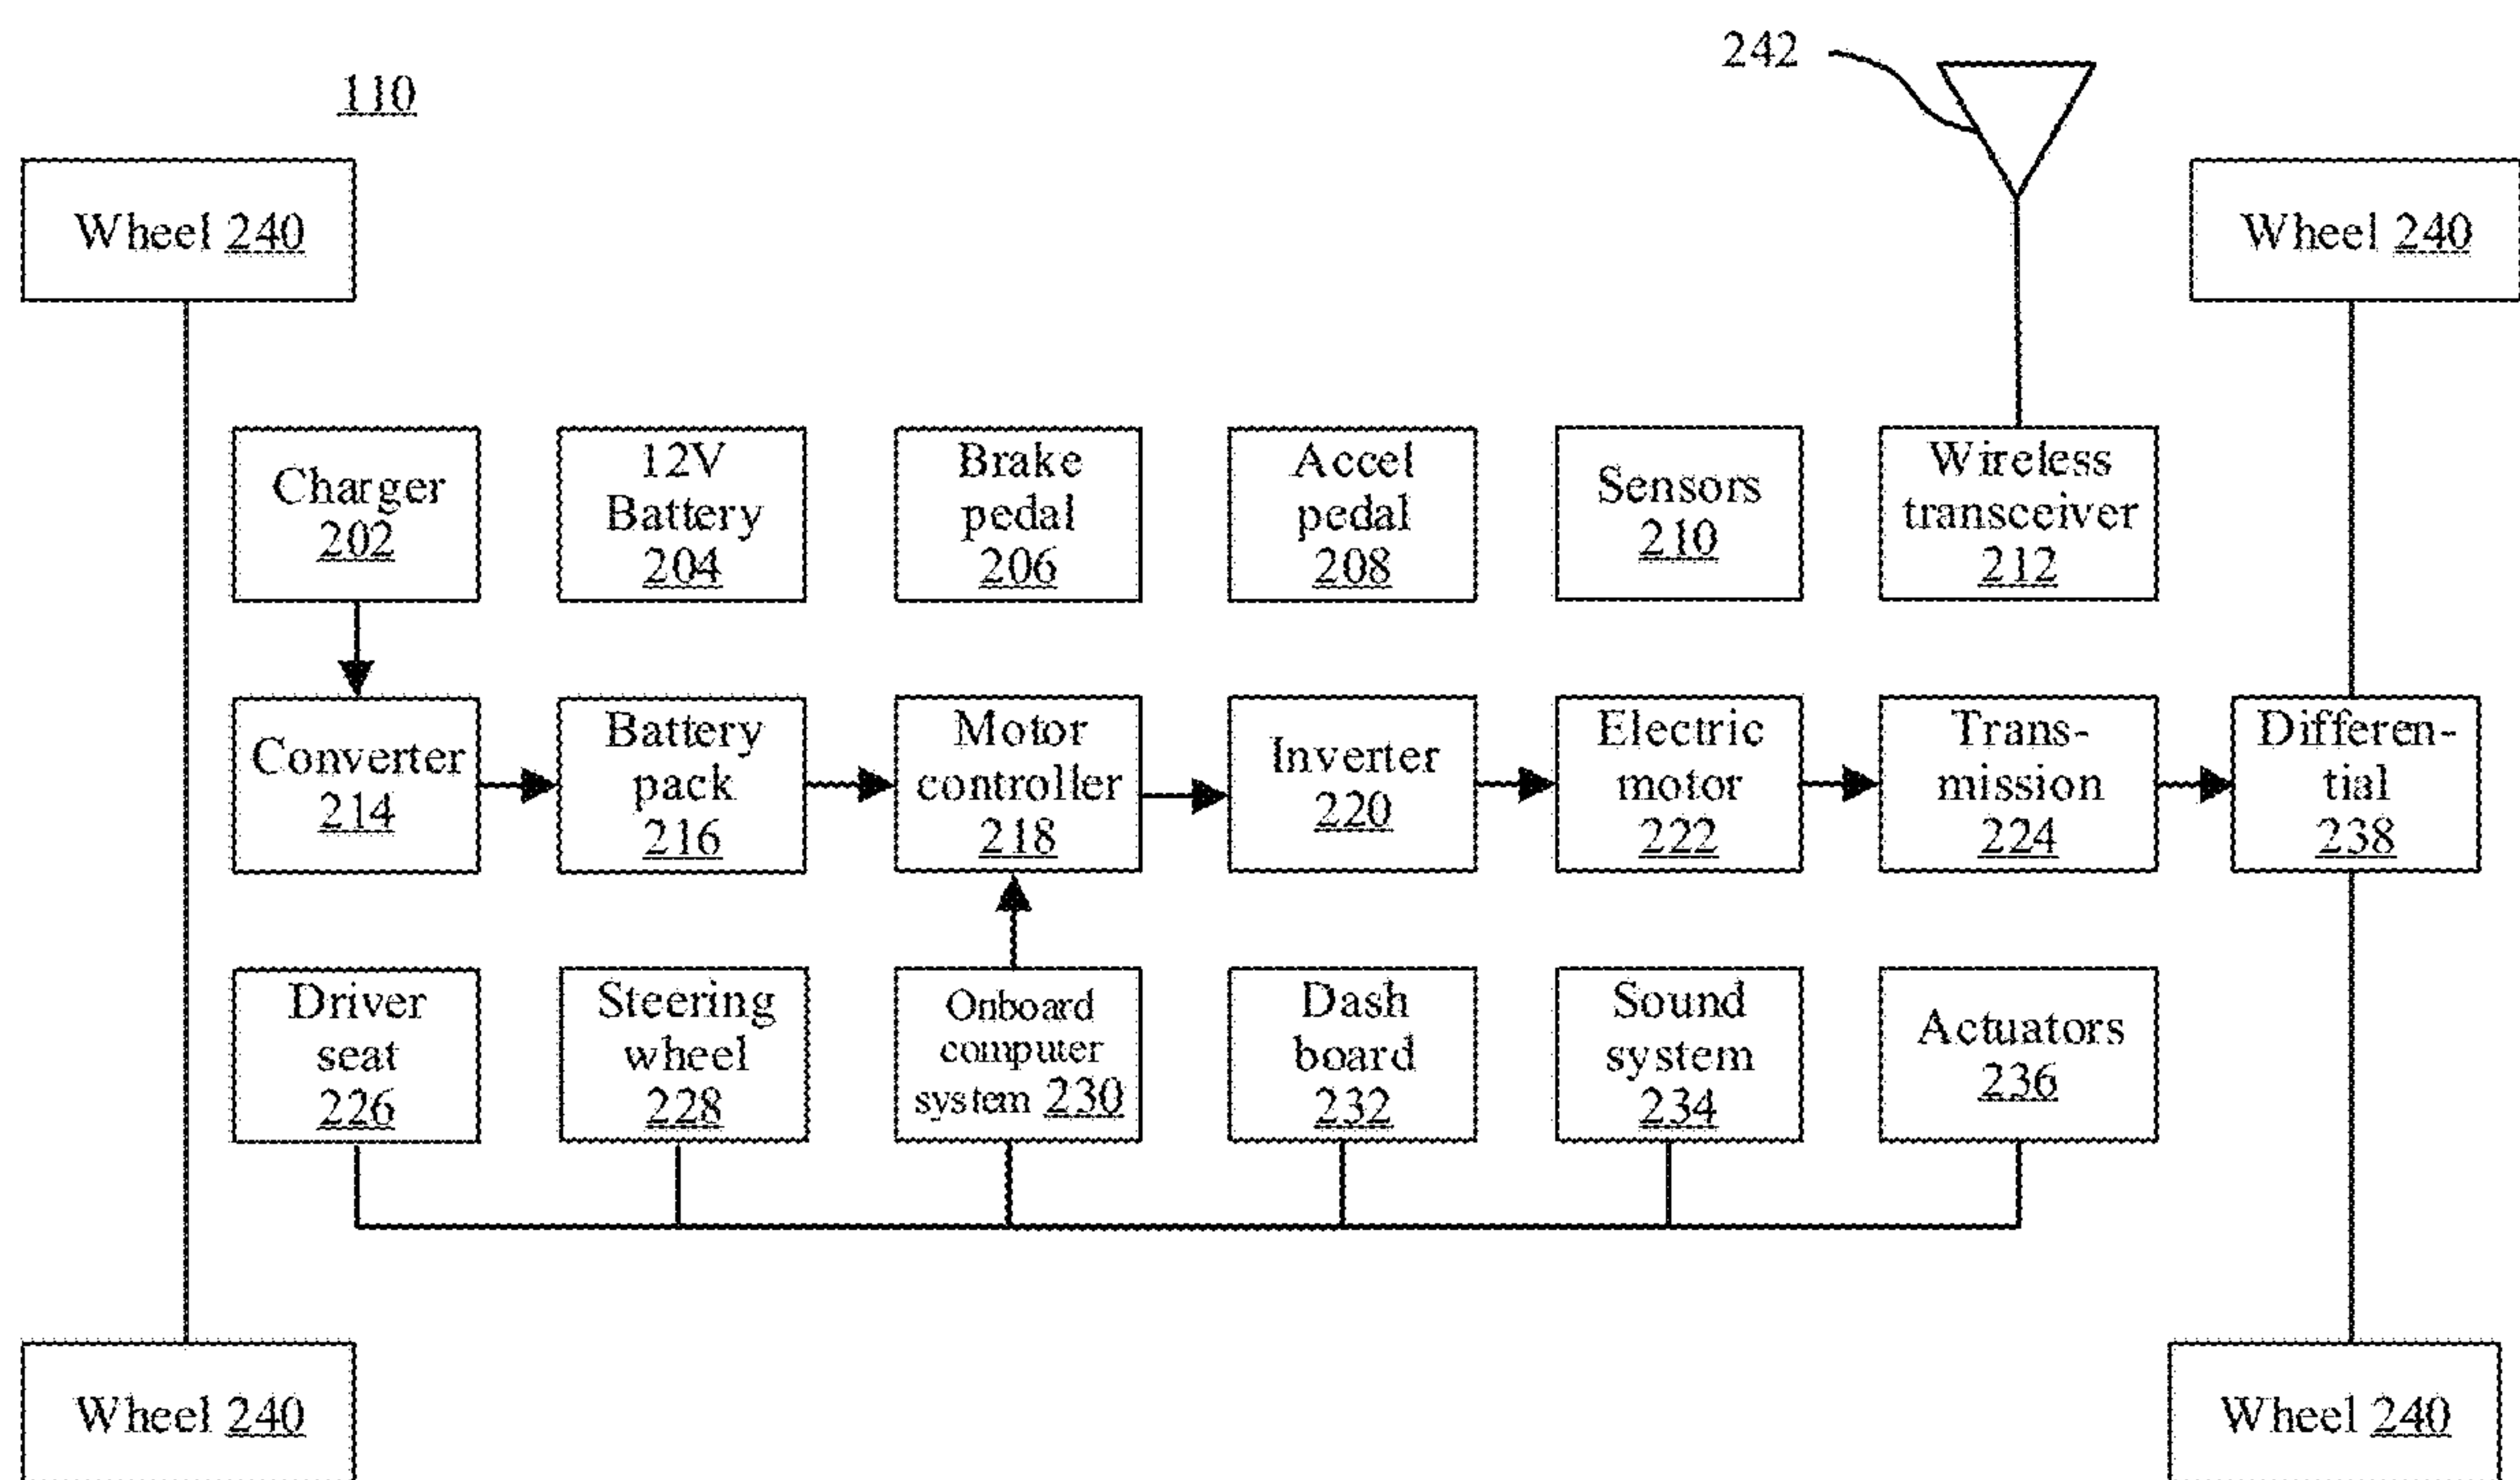 242
110
Wheel 240
Wheel 240
Charger
202
12V
Battery
204
Brake
pedal
206
Accel
pedal
208
Sensors
210
Wireless
transceiver
212
Converter
214
Battery
pack
216
Motor
controller
218
Inverter
220
Electric
motor
222
Trans-
mission
224
Differen-
tial
238
Driver
seat
226
Steering
wheel
228
Onboard
computer
system 230
Dash
board
232
Sound
system
234
Actuators
236
Wheel 240
Wheel 240